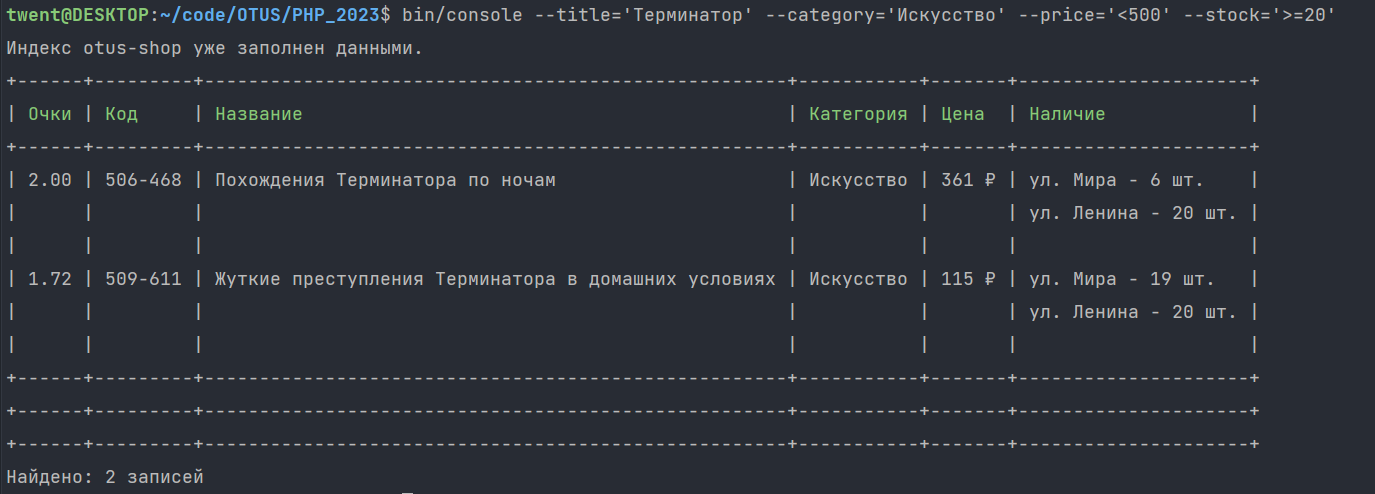 twent@DESKTOP:~/code/OTUS/PHP_2023$ bin/console --title='Терминатор' --category='Искусство' --price='<500' --stock='>=20'
Индекс otus-shop уже заполнен данными.
+------+---------+-----------------------------------------------------+-----------+-------+---------------------+
| Очки | Код     | Название                                            | Категория | Цена  | Наличие             |
+------+---------+-----------------------------------------------------+-----------+-------+---------------------+
| 2.00 | 506-468 | Похождения Терминатора по ночам                     | Искусство | 361 ₽ | ул. Мира - 6 шт.    |
|      |         |                                                     |           |       | ул. Ленина - 20 шт. |
|      |         |                                                     |           |       |                     |
| 1.72 | 509-611 | Жуткие преступления Терминатора в домашних условиях | Искусство | 115 ₽ | ул. Мира - 19 шт.   |
|      |         |                                                     |           |       | ул. Ленина - 20 шт. |
|      |         |                                                     |           |       |                     |
+------+---------+-----------------------------------------------------+-----------+-------+---------------------+
+------+---------+-----------------------------------------------------+-----------+-------+---------------------+
+------+---------+-----------------------------------------------------+-----------+-------+---------------------+
Найдено: 2 записей